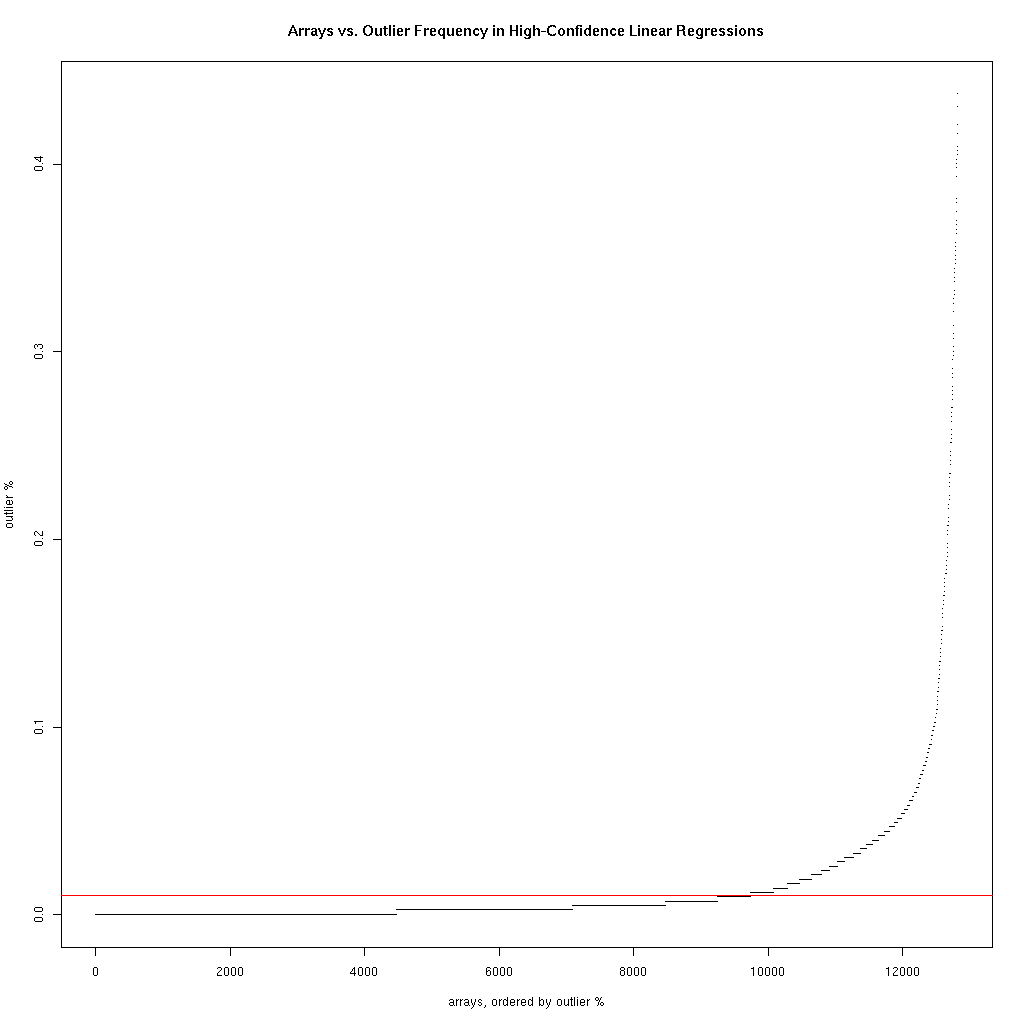 Arrays vs. Outlier Frequency in High-Confidence Linear Regressions
0.4
0.3
0.2
0.1
0.0
outlier %
0 2000 4000 6000 8000 10000 12000
arrays, ordered by outlier %